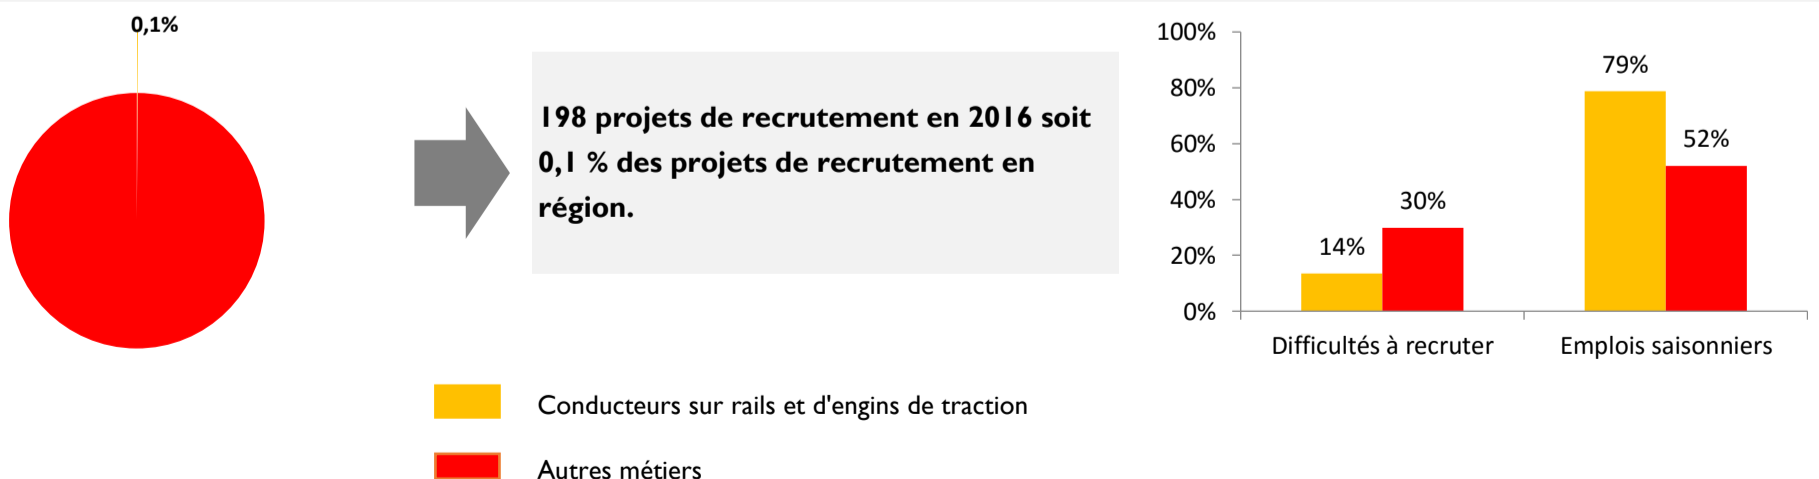 0,1%
198 projets de recrutement en 2016 soit
0,1 % des projets de recrutement en
région.
100%
80%
60%
40%
20%
0%
14%
30%
79%
52%
Difficultés à recruter
Emplois saisonniers
Conducteurs sur rails et d'engins de traction
Autres métiers